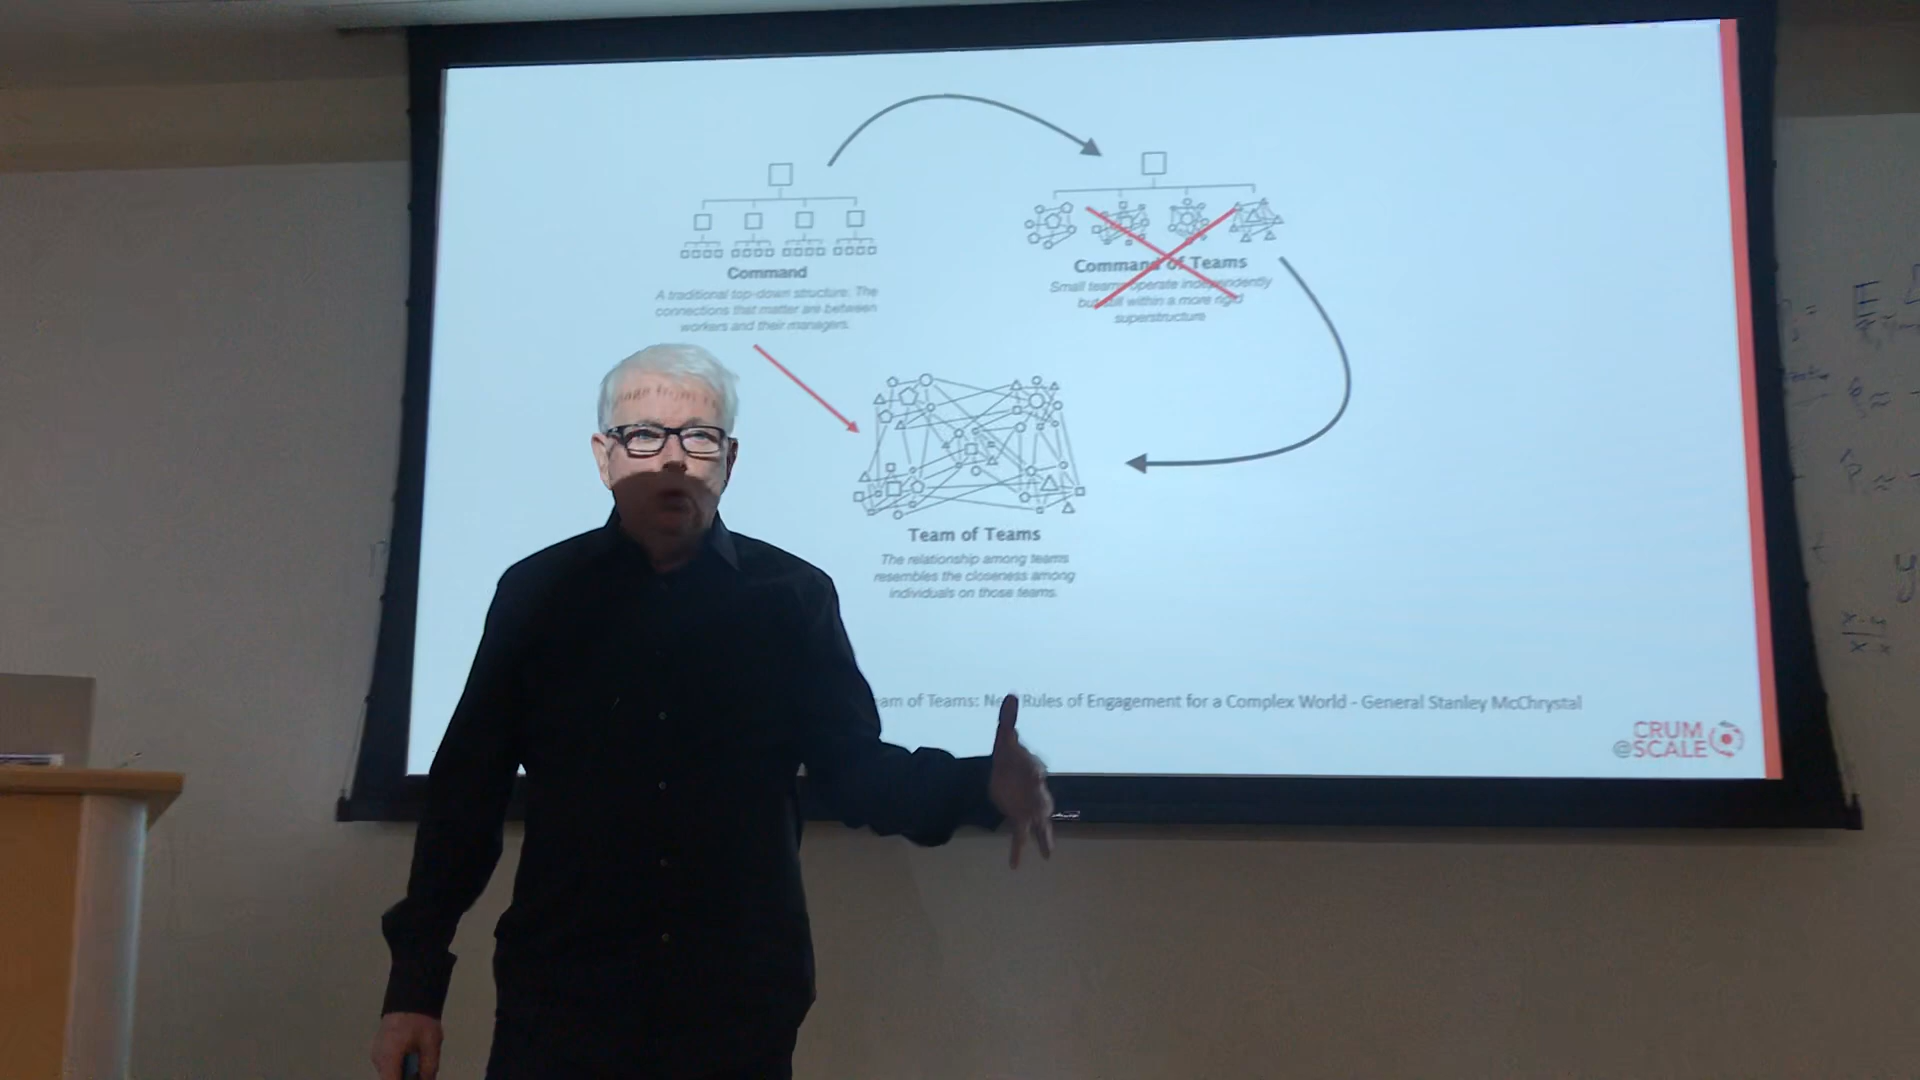 Command
A traditional top-down structure. The
connections that matter are between
workers and their managers.
Command of Teams
Small teams operate independently
but still within a more rigid
superstructure
Team of Teams
The relationship among teams
resembles the closeness among
individuals on those teams.
eam of Teams: New Rules of Engagement for a Complex World - General Stanley McChrystal
CRUM
@SCALE